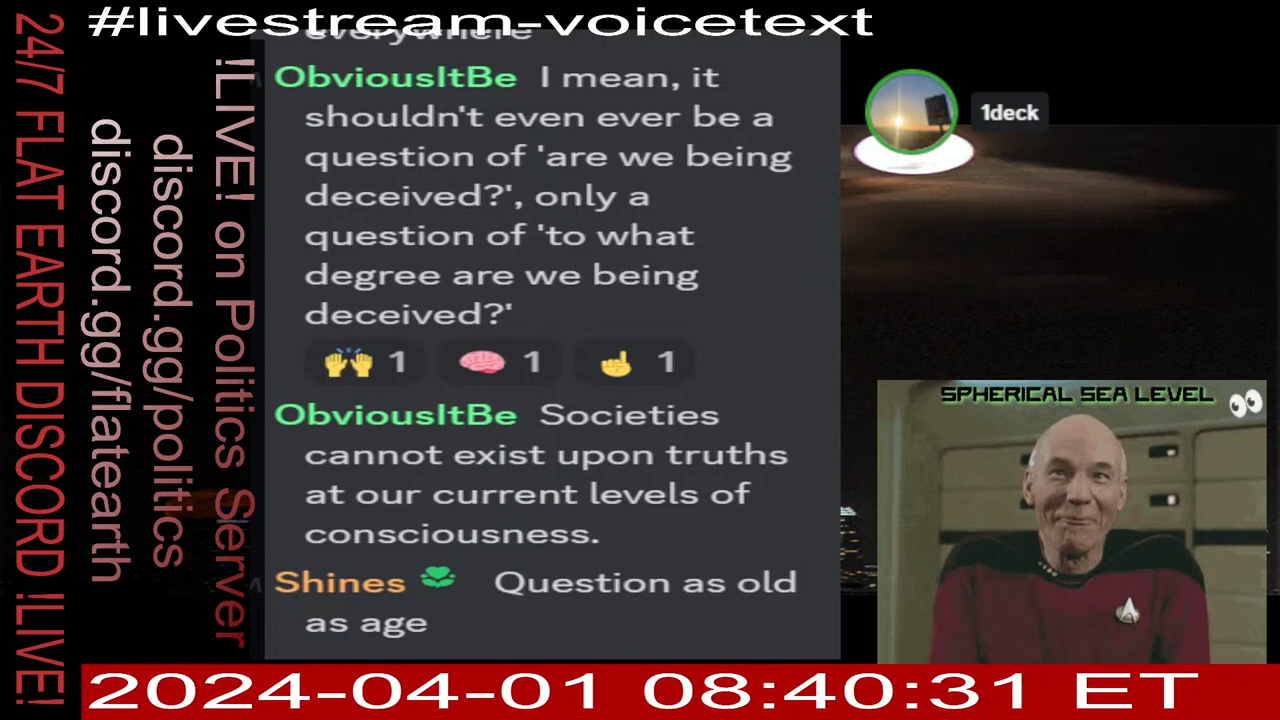 #livestream-voicetext
24/7 FLAT EARTH DISCORD !LIVE!
discord.gg/flatearth
discord.gg/politics
!LIVE! on Politics Server
everywhere
ObviousItBe I mean, it
shouldn't even ever be a
question of 'are we being
deceived?', only a
question of 'to what
degree are we being
deceived?'
1 1 1
ObviousItBe Societies
cannot exist upon truths
at our current levels of
consciousness.
Shines Question as old
as age
1deck
SPHERICAL SEA LEVEL
2024-04-01 08:40:31 ET